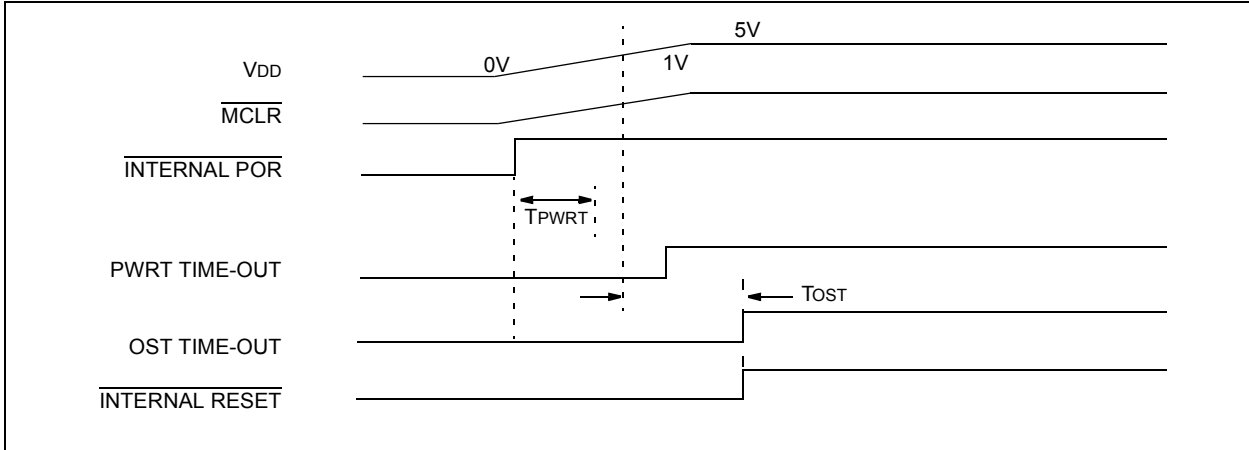 5V
0V
1V
VDD
MCLR
INTERNAL POR
TPWRT
PWRT TIME-OUT
TOST
OST TIME-OUT
INTERNAL RESET